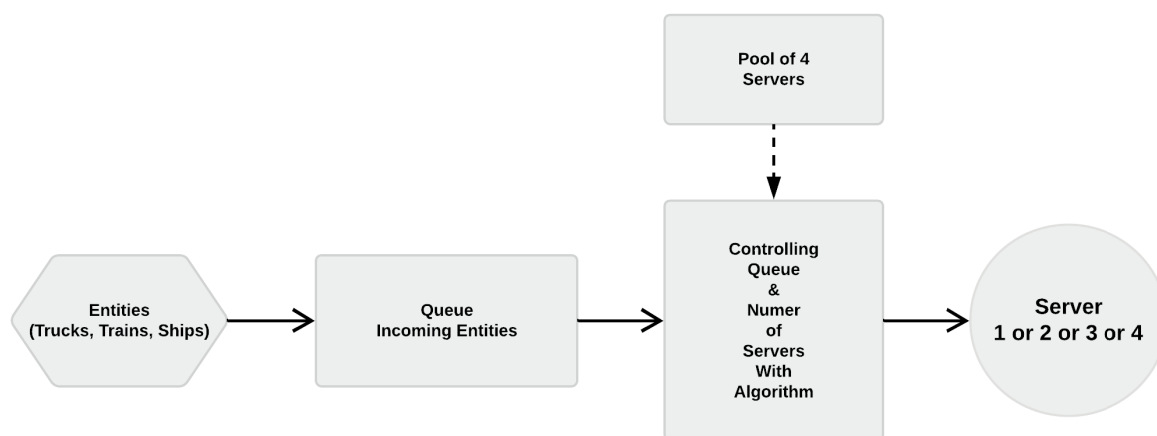 Pool of 4
Servers
Entities
(Trucks, Trains, Ships)
Queue
Incoming Entities
Controlling
Queue
&
Numer
of
Servers
With
Algorithm
Server
1 or 2 or 3 or 4